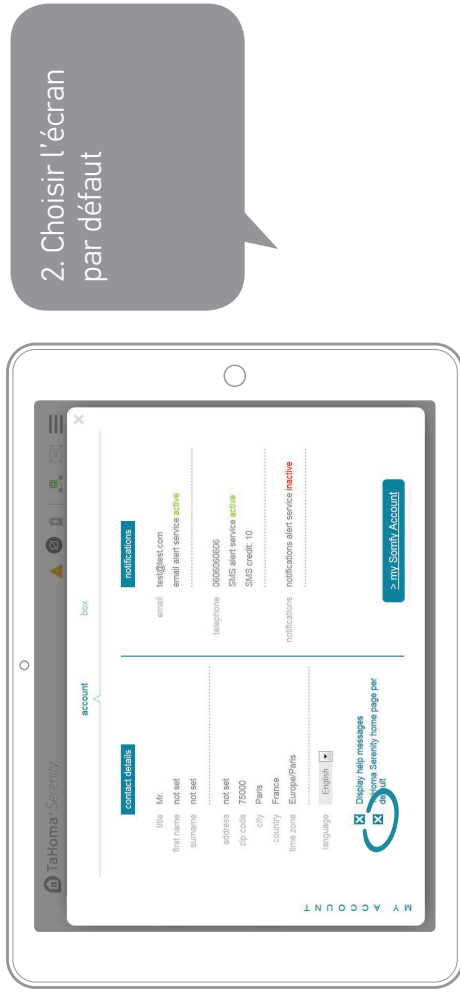 2. Choisir l'écran
par défaut
TaHoma® Serenity
account
box
MY ACCOUNT
contact details
title Mr.
first name not set
surname not set
address not set
zip code 75000
city Paris
country France
time zone Europe/Paris
language English
Display help messages
TaHoma Serenity home page per
default
notifications
email test@test.com
email alert service active
telephone 0606060606
SMS alert service active
SMS credit: 10
notifications notifications alert service inactive
> my Somfy Account